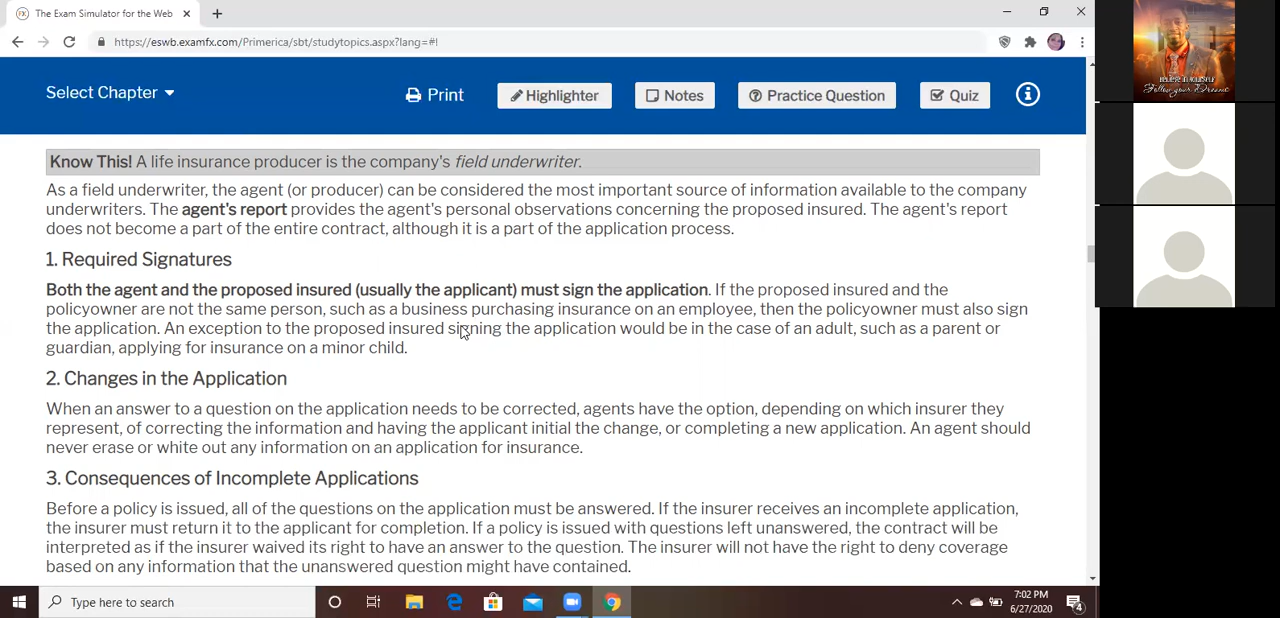 The Exam Simulator for the Web
https://eswb.examfx.com/Primerica/sbt/studytopics.aspx?lang=#!
Select Chapter
Print
Highlighter
Notes
Practice Question
Quiz
Know This! A life insurance producer is the company's field underwriter.
As a field underwriter, the agent (or producer) can be considered the most important source of information available to the company
underwriters. The agent's report provides the agent's personal observations concerning the proposed insured. The agent's report
does not become a part of the entire contract, although it is a part of the application process.
1. Required Signatures
Both the agent and the proposed insured (usually the applicant) must sign the application. If the proposed insured and the
policyowner are not the same person, such as a business purchasing insurance on an employee, then the policyowner must also sign
the application. An exception to the proposed insured signing the application would be in the case of an adult, such as a parent or
guardian, applying for insurance on a minor child.
2. Changes in the Application
When an answer to a question on the application needs to be corrected, agents have the option, depending on which insurer they
represent, of correcting the information and having the applicant initial the change, or completing a new application. An agent should
never erase or white out any information on an application for insurance.
3. Consequences of Incomplete Applications
Before a policy is issued, all of the questions on the application must be answered. If the insurer receives an incomplete application,
the insurer must return it to the applicant for completion. If a policy is issued with questions left unanswered, the contract will be
interpreted as if the insurer waived its right to have an answer to the question. The insurer will not have the right to deny coverage
based on any information that the unanswered question might have contained.
Type here to search
7:02 PM
6/27/2020
4
Follow your Dreams